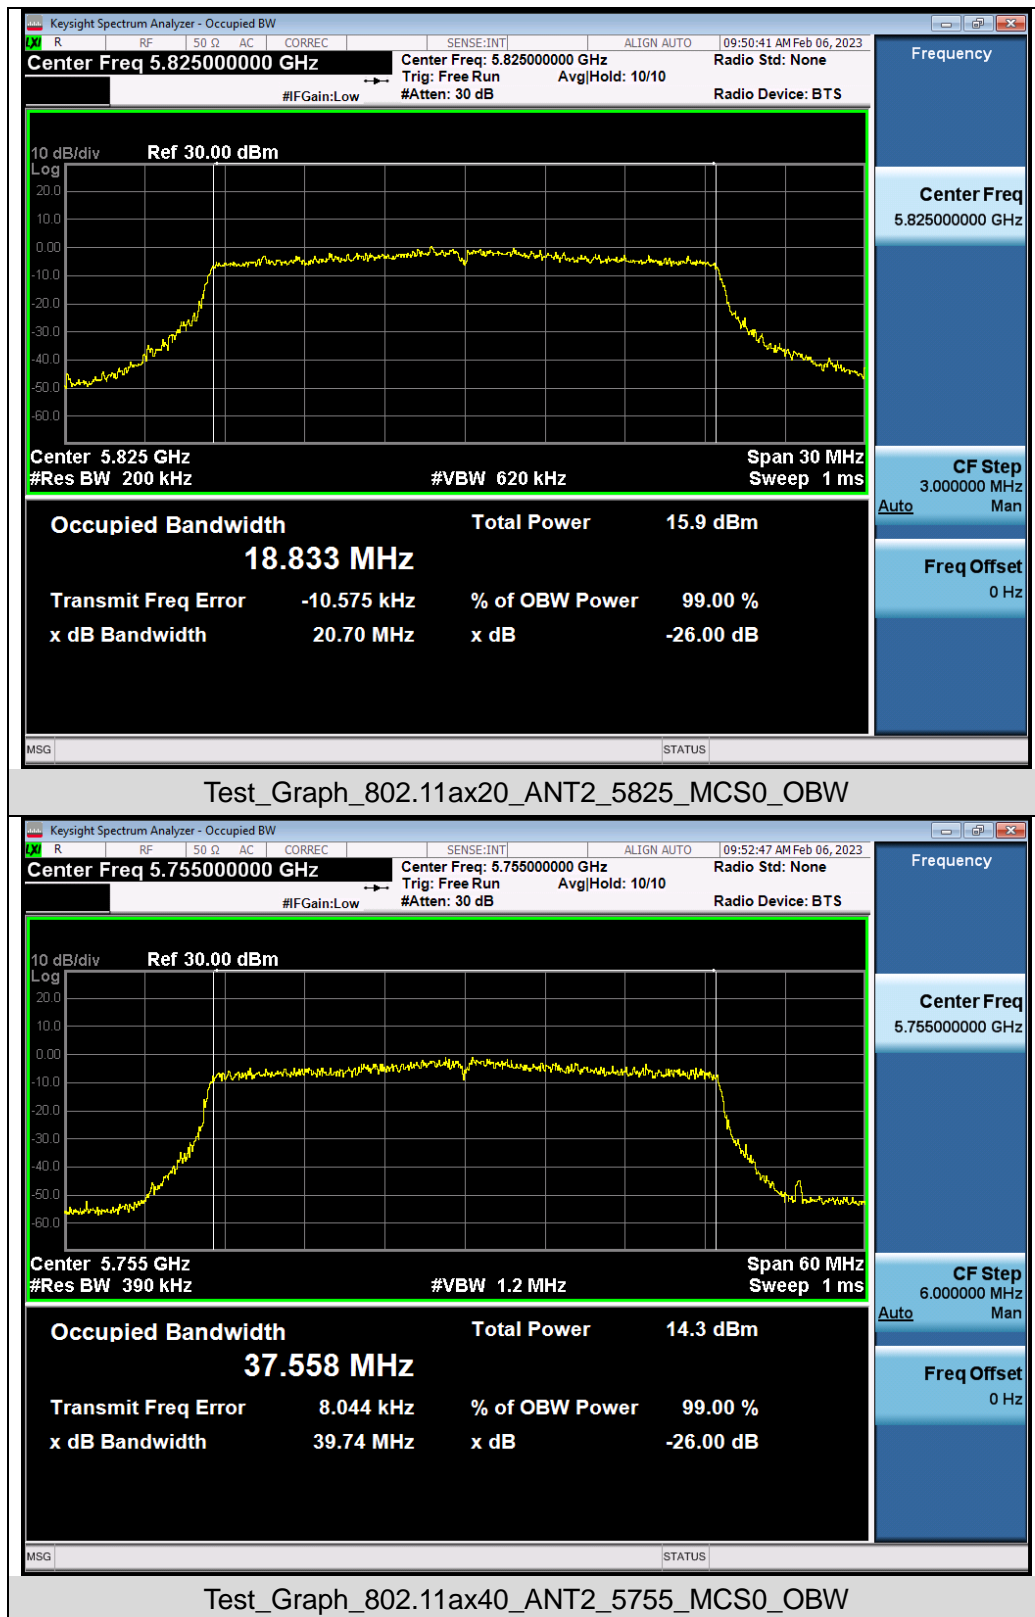 Keysight Spectrum Analyzer - Occupied BW
LXI R RF 50 Ω AC CORREC SENSE:INT ALIGN AUTO 09:50:41 AM Feb 06, 2023
Center Freq 5.825000000 GHz
Center Freq: 5.825000000 GHz Radio Std: None
Trig: Free Run Avg|Hold: 10/10
#IFGain:Low #Atten: 30 dB Radio Device: BTS
Frequency
10 dB/div Ref 30.00 dBm
Log
20.0
10.0
0.00
-10.0
-20.0
-30.0
-40.0
-50.0
-60.0
Center Freq
5.825000000 GHz
Center 5.825 GHz Span 30 MHz
#Res BW 200 kHz #VBW 620 kHz Sweep 1 ms
CF Step
3.000000 MHz
Auto Man
Occupied Bandwidth Total Power 15.9 dBm
18.833 MHz
Freq Offset
0 Hz
Transmit Freq Error -10.575 kHz % of OBW Power 99.00 %
x dB Bandwidth 20.70 MHz x dB -26.00 dB
MSG STATUS
Test_Graph_802.11ax20_ANT2_5825_MCS0_OBW
Keysight Spectrum Analyzer - Occupied BW
LXI R RF 50 Ω AC CORREC SENSE:INT ALIGN AUTO 09:52:47 AM Feb 06, 2023
Center Freq 5.755000000 GHz
Center Freq: 5.755000000 GHz Radio Std: None
Trig: Free Run Avg|Hold: 10/10
#IFGain:Low #Atten: 30 dB Radio Device: BTS
Frequency
10 dB/div Ref 30.00 dBm
Log
20.0
10.0
0.00
-10.0
-20.0
-30.0
-40.0
-50.0
-60.0
Center Freq
5.755000000 GHz
Center 5.755 GHz Span 60 MHz
#Res BW 390 kHz #VBW 1.2 MHz Sweep 1 ms
CF Step
6.000000 MHz
Auto Man
Occupied Bandwidth Total Power 14.3 dBm
37.558 MHz
Freq Offset
0 Hz
Transmit Freq Error 8.044 kHz % of OBW Power 99.00 %
x dB Bandwidth 39.74 MHz x dB -26.00 dB
MSG STATUS
Test_Graph_802.11ax40_ANT2_5755_MCS0_OBW